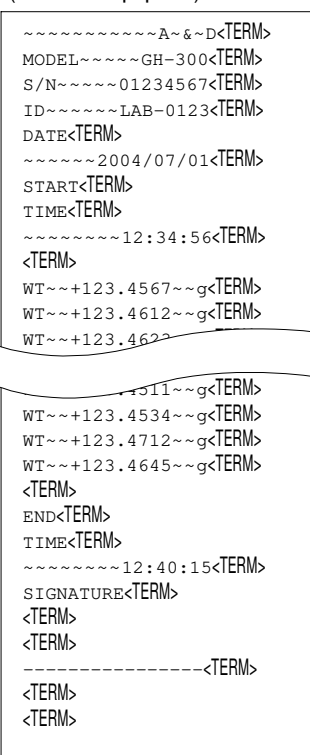 ~~~~~~~~~~~A~&~D<TERM>
MODEL~~~~~GH-300<TERM>
S/N~~~~~01234567<TERM>
ID~~~~~~LAB-0123<TERM>
DATE<TERM>
~~~~~~2004/07/01<TERM>
START<TERM>
TIME<TERM>
~~~~~~~~12:34:56<TERM>
<TERM>
WT~~+123.4567~~g<TERM>
WT~~+123.4612~~g<TERM>
~~g<TERM>
WT~~+123.4534~~g<TERM>
WT~~+123.4712~~g<TERM>
WT~~+123.4645~~g<TERM>
<TERM>
END<TERM>
TIME<TERM>
~~~~~~~~12:40:15<TERM>
SIGNATURE<TERM>
<TERM>
<TERM>
----------------<TERM>
<TERM>
<TERM>